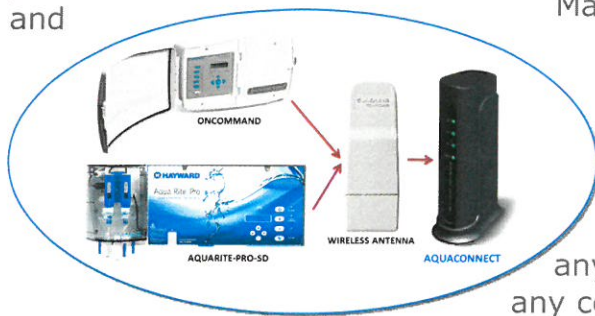 and
Ma
ONCOMMAND
HAYWARD
Aqua Rite Pro
WIRELESS ANTENNA
AQUARITE-PRO-SD
AQUACONNECT
any
any co